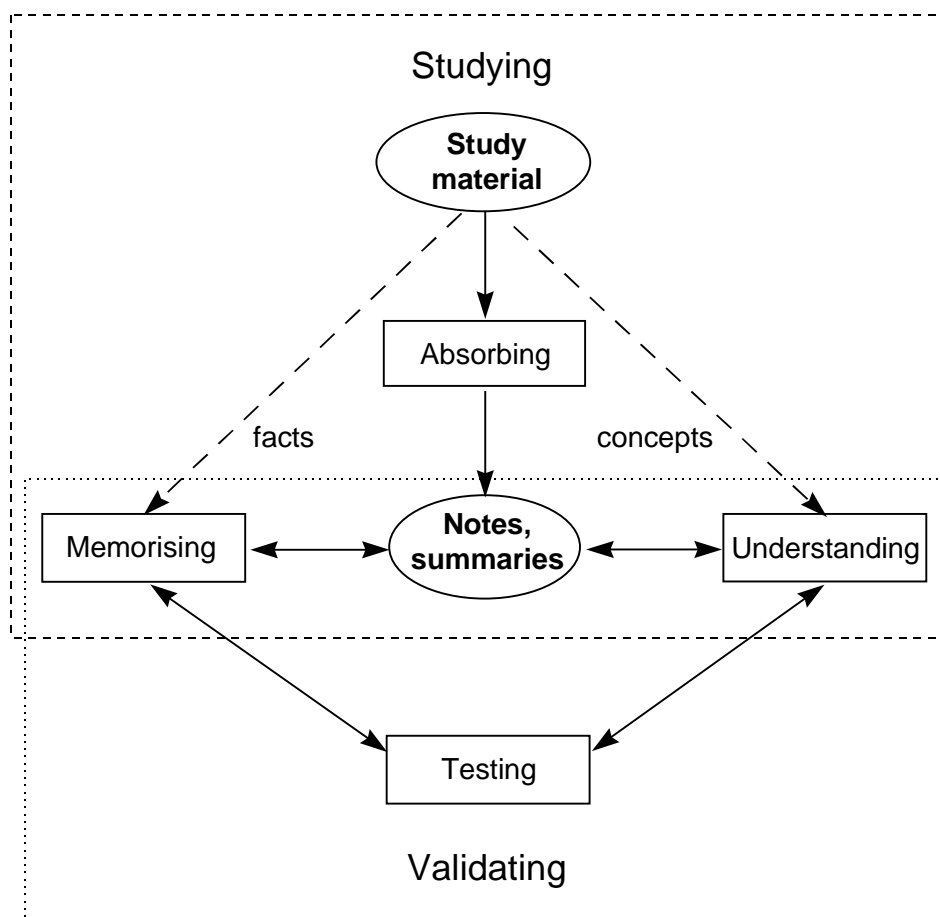 Studying
Study
material
Absorbing
facts
concepts
Memorising
Notes,
summaries
Understanding
Testing
Validating